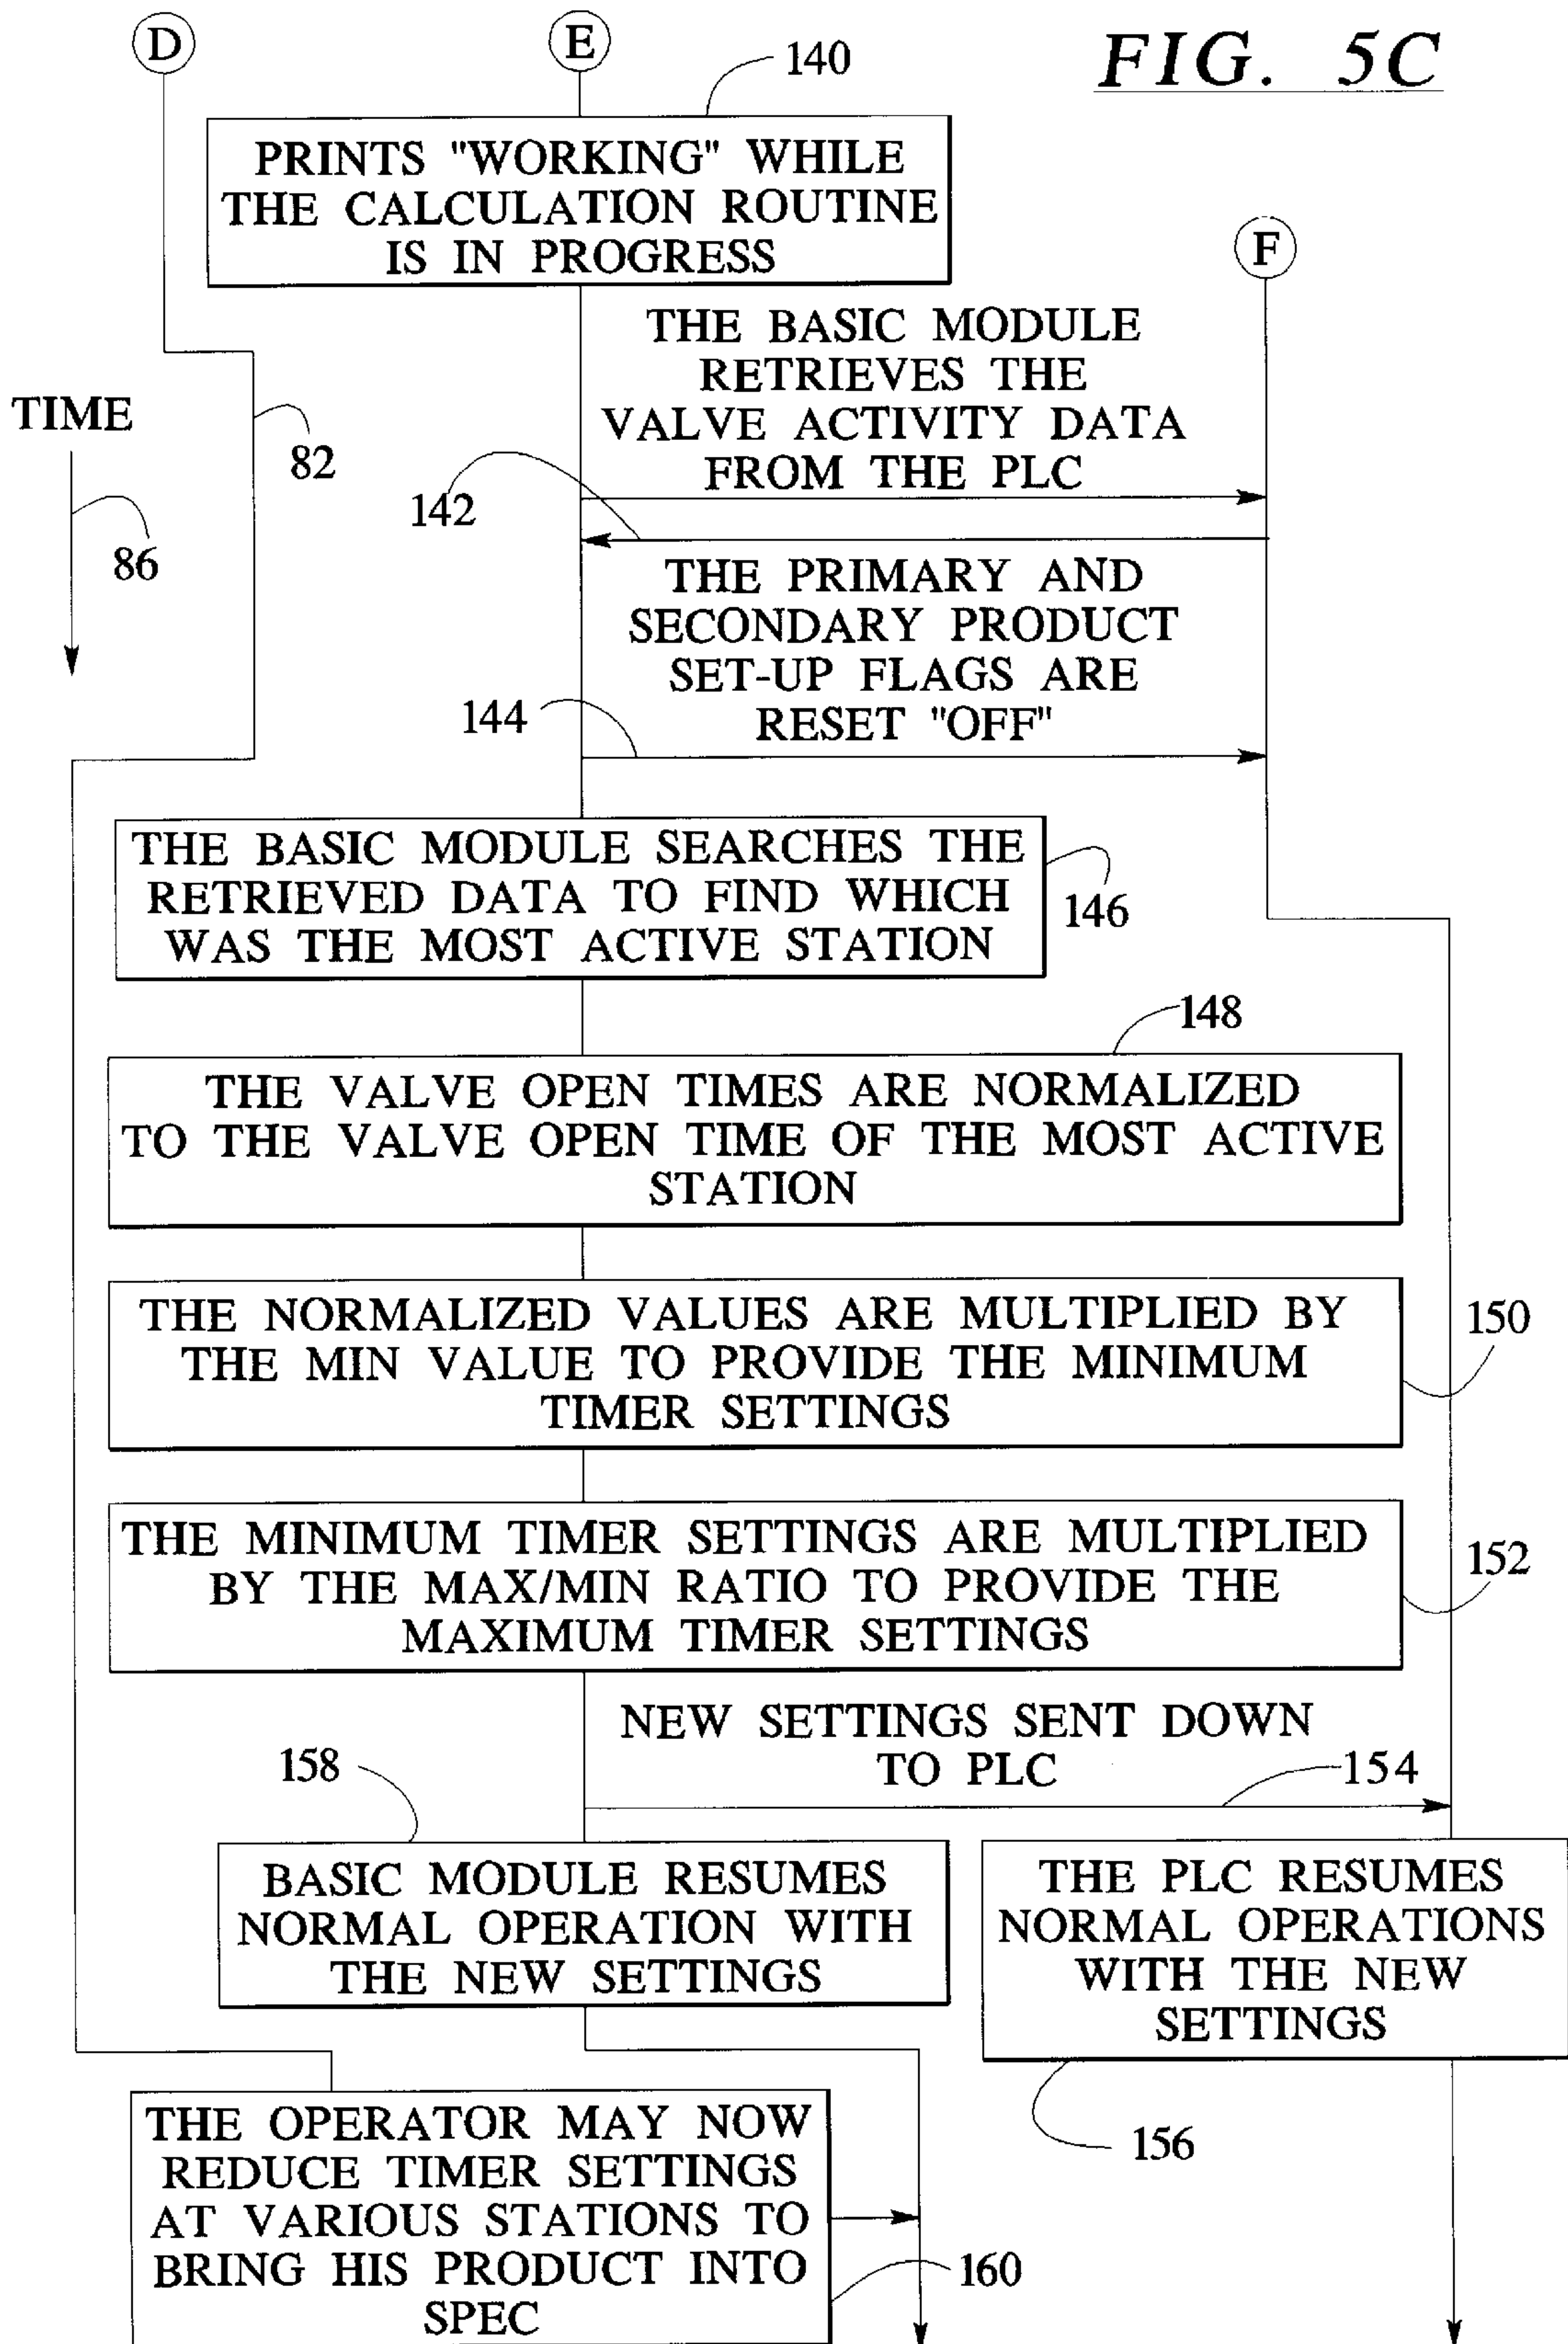 D
E
140
FIG. 5C
PRINTS "WORKING" WHILE
THE CALCULATION ROUTINE
IS IN PROGRESS
F
THE BASIC MODULE
RETRIEVES THE
VALVE ACTIVITY DATA
FROM THE PLC
TIME
82
142
86
THE PRIMARY AND
SECONDARY PRODUCT
SET-UP FLAGS ARE
RESET "OFF"
144
THE BASIC MODULE SEARCHES THE
RETRIEVED DATA TO FIND WHICH
WAS THE MOST ACTIVE STATION
146
148
THE VALVE OPEN TIMES ARE NORMALIZED
TO THE VALVE OPEN TIME OF THE MOST ACTIVE
STATION
THE NORMALIZED VALUES ARE MULTIPLIED BY
THE MIN VALUE TO PROVIDE THE MINIMUM
TIMER SETTINGS
150
THE MINIMUM TIMER SETTINGS ARE MULTIPLIED
BY THE MAX/MIN RATIO TO PROVIDE THE
MAXIMUM TIMER SETTINGS
152
NEW SETTINGS SENT DOWN
TO PLC
158
154
BASIC MODULE RESUMES
NORMAL OPERATION WITH
THE NEW SETTINGS
THE PLC RESUMES
NORMAL OPERATIONS
WITH THE NEW
SETTINGS
156
THE OPERATOR MAY NOW
REDUCE TIMER SETTINGS
AT VARIOUS STATIONS TO
BRING HIS PRODUCT INTO
SPEC
160